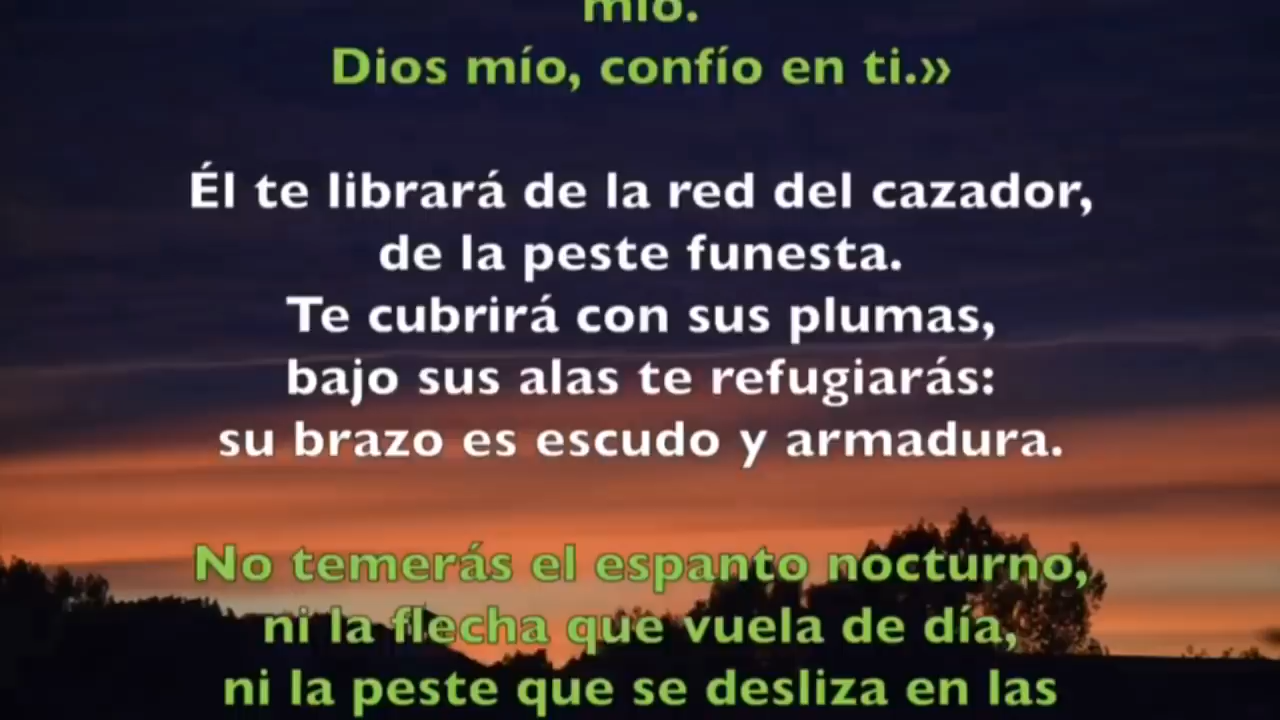 mío.
Dios mío, confío en ti.»
Él te librará de la red del cazador,
de la peste funesta.
Te cubrirá con sus plumas,
bajo sus alas te refugiarás:
su brazo es escudo y armadura.
No temerás el espanto nocturno,
ni la flecha que vuela de día,
ni la peste que se desliza en las